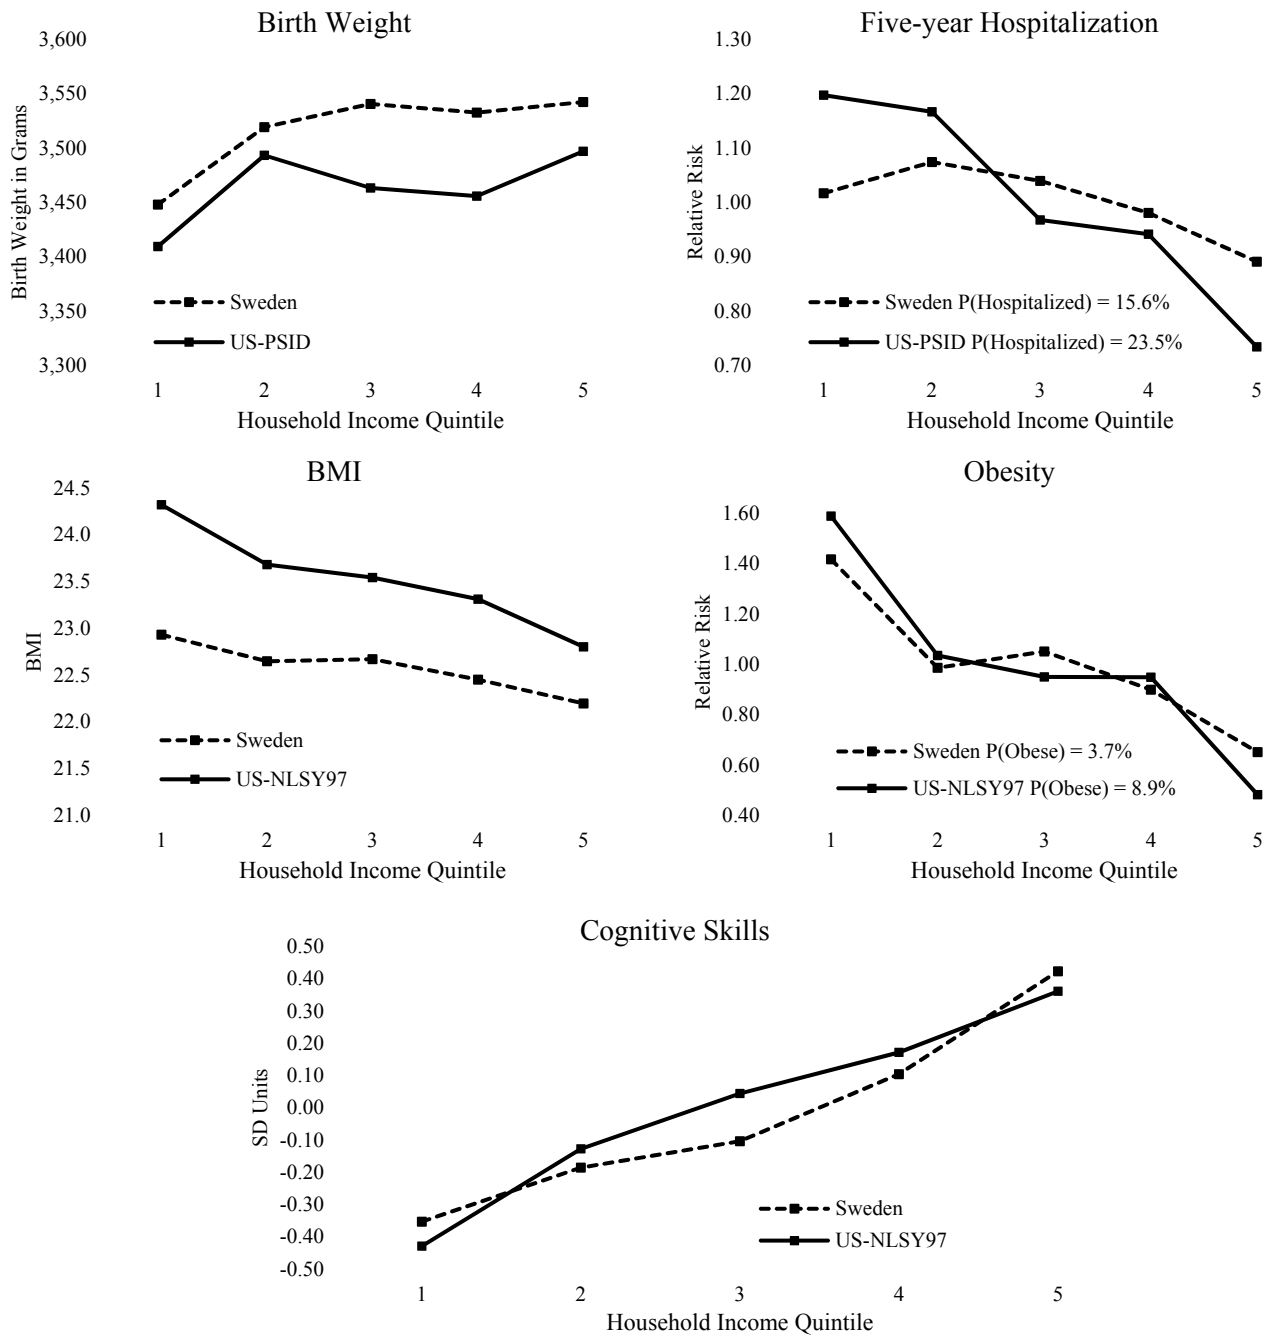 Birth Weight
3,600
3,550
3,500
3,450
3,400
3,350
3,300
Birth Weight in Grams
Sweden
US-PSID
1 2 3 4 5
Household Income Quintile
Five-year Hospitalization
1.30
1.20
1.10
1.00
0.90
0.80
0.70
Relative Risk
Sweden P(Hospitalized) = 15.6%
US-PSID P(Hospitalized) = 23.5%
1 2 3 4 5
Household Income Quintile
BMI
24.5
24.0
23.5
23.0
22.5
22.0
21.5
21.0
BMI
Sweden
US-NLSY97
1 2 3 4 5
Household Income Quintile
Obesity
1.60
1.40
1.20
1.00
0.80
0.60
0.40
Relative Risk
Sweden P(Obese) = 3.7%
US-NLSY97 P(Obese) = 8.9%
1 2 3 4 5
Household Income Quintile
Cognitive Skills
0.50
0.40
0.30
0.20
0.10
0.00
-0.10
-0.20
-0.30
-0.40
-0.50
SD Units
Sweden
US-NLSY97
1 2 3 4 5
Household Income Quintile